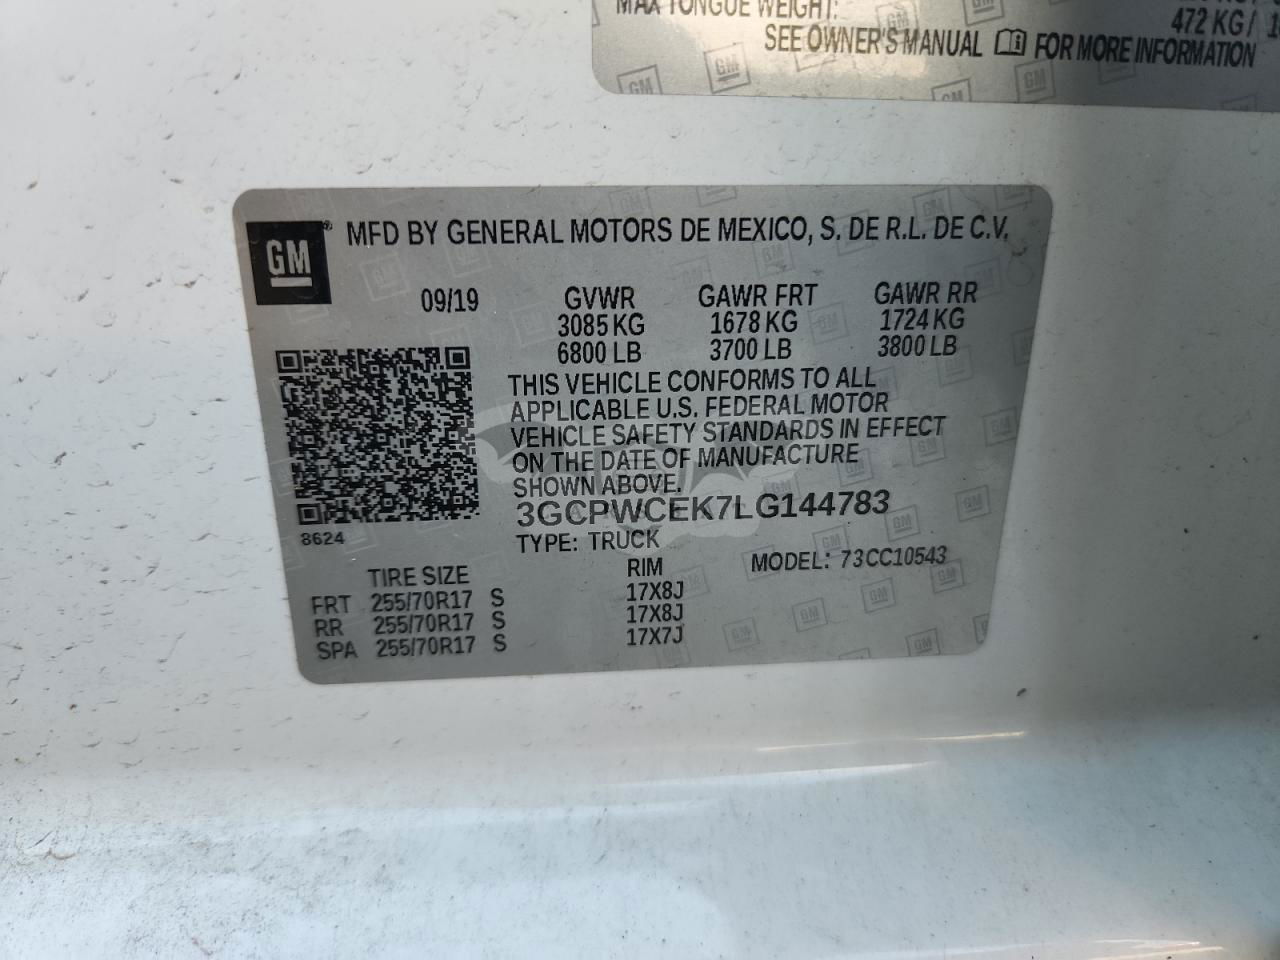 MAX TONGUE WEIGHT:
472 KG/
SEE OWNER'S MANUAL FOR MORE INFORMATION
GM
MFD BY GENERAL MOTORS DE MEXICO, S. DE R.L. DE C.V.
09/19 GVWR GAWR FRT GAWR RR
3085 KG 1678 KG 1724 KG
6800 LB 3700 LB 3800 LB
THIS VEHICLE CONFORMS TO ALL
APPLICABLE U.S. FEDERAL MOTOR
VEHICLE SAFETY STANDARDS IN EFFECT
ON THE DATE OF MANUFACTURE
SHOWN ABOVE.
3GCPWCEK7LG144783
8624
TYPE: TRUCK
MODEL: 73CC10543
TIRE SIZE RIM
FRT 255/70R17 S 17X8J
RR 255/70R17 S 17X8J
SPA 255/70R17 S 17X7J